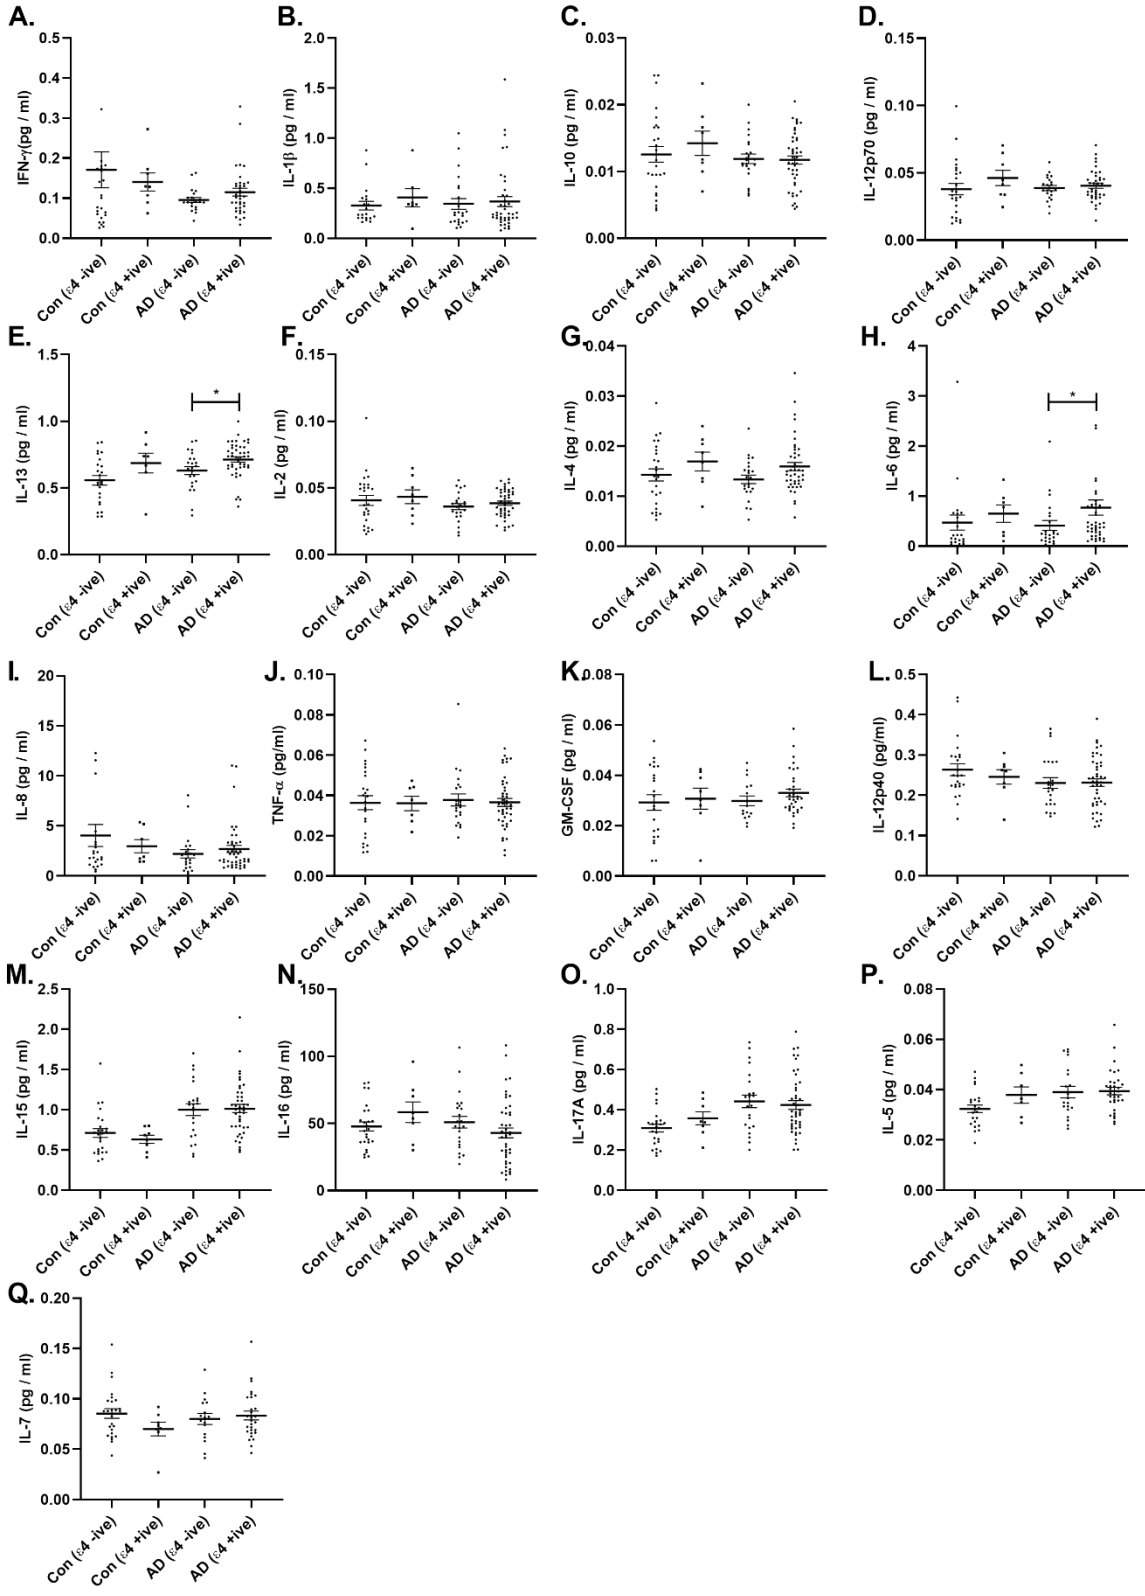 A.
IFN-γ(pg / ml)
0.5
0.4
0.3
0.2
0.1
0.0
Con (ε4 -ive)
Con (ε4 +ive)
AD (ε4 -ive)
AD (ε4 +ive)
B.
IL-1β (pg / ml)
2.0
1.5
1.0
0.5
0.0
Con (ε4 -ive)
Con (ε4 +ive)
AD (ε4 -ive)
AD (ε4 +ive)
C.
IL-10 (pg / ml)
0.03
0.02
0.01
0.00
Con (ε4 -ive)
Con (ε4 +ive)
AD (ε4 -ive)
AD (ε4 +ive)
D.
IL-12p70 (pg / ml)
0.15
0.10
0.05
0.00
Con (ε4 -ive)
Con (ε4 +ive)
AD (ε4 -ive)
AD (ε4 +ive)
E.
IL-13 (pg / ml)
1.5
1.0
0.5
0.0
*
Con (ε4 -ive)
Con (ε4 +ive)
AD (ε4 -ive)
AD (ε4 +ive)
F.
IL-2 (pg / ml)
0.15
0.10
0.05
0.00
Con (ε4 -ive)
Con (ε4 +ive)
AD (ε4 -ive)
AD (ε4 +ive)
G.
IL-4 (pg / ml)
0.04
0.03
0.02
0.01
0.00
Con (ε4 -ive)
Con (ε4 +ive)
AD (ε4 -ive)
AD (ε4 +ive)
H.
IL-6 (pg / ml)
4
3
2
1
0
*
Con (ε4 -ive)
Con (ε4 +ive)
AD (ε4 -ive)
AD (ε4 +ive)
I.
IL-8 (pg / ml)
20
15
10
5
0
Con (ε4 -ive)
Con (ε4 +ive)
AD (ε4 -ive)
AD (ε4 +ive)
J.
TNF-α (pg/ml)
0.10
0.08
0.06
0.04
0.02
0.00
Con (ε4 -ive)
Con (ε4 +ive)
AD (ε4 -ive)
AD (ε4 +ive)
K.
GM-CSF (pg / ml)
0.08
0.06
0.04
0.02
0.00
Con (ε4 -ive)
Con (ε4 +ive)
AD (ε4 -ive)
AD (ε4 +ive)
L.
IL-12p40 (pg/ml)
0.5
0.4
0.3
0.2
0.1
0.0
Con (ε4 -ive)
Con (ε4 +ive)
AD (ε4 -ive)
AD (ε4 +ive)
M.
IL-15 (pg / ml)
2.5
2.0
1.5
1.0
0.5
0.0
Con (ε4 -ive)
Con (ε4 +ive)
AD (ε4 -ive)
AD (ε4 +ive)
N.
IL-16 (pg / ml)
150
100
50
0
Con (ε4 -ive)
Con (ε4 +ive)
AD (ε4 -ive)
AD (ε4 +ive)
O.
IL-17A (pg / ml)
1.0
0.8
0.6
0.4
0.2
0.0
Con (ε4 -ive)
Con (ε4 +ive)
AD (ε4 -ive)
AD (ε4 +ive)
P.
IL-5 (pg / ml)
0.08
0.06
0.04
0.02
0.00
Con (ε4 -ive)
Con (ε4 +ive)
AD (ε4 -ive)
AD (ε4 +ive)
Q.
IL-7 (pg / ml)
0.20
0.15
0.10
0.05
0.00
Con (ε4 -ive)
Con (ε4 +ive)
AD (ε4 -ive)
AD (ε4 +ive)